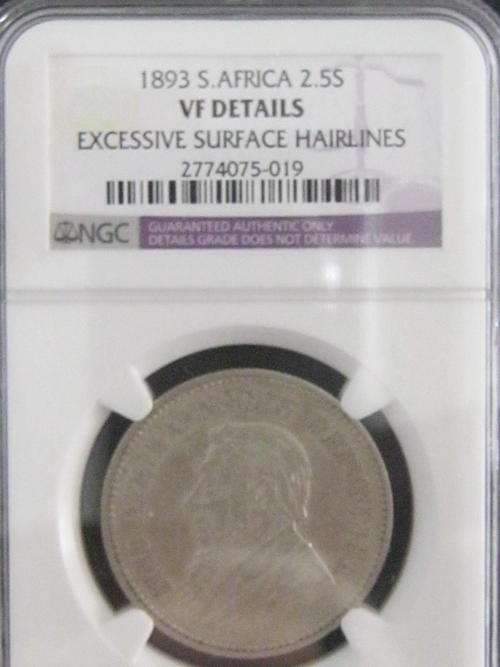 1893 S.AFRICA 2.5S
VF DETAILS
EXCESSIVE SURFACE HAIRLINES
2774075-019
NGC
GUARANTEED AUTHENTIC ONLY
DETAILS GRADE DOES NOT DETERMINE VALUE